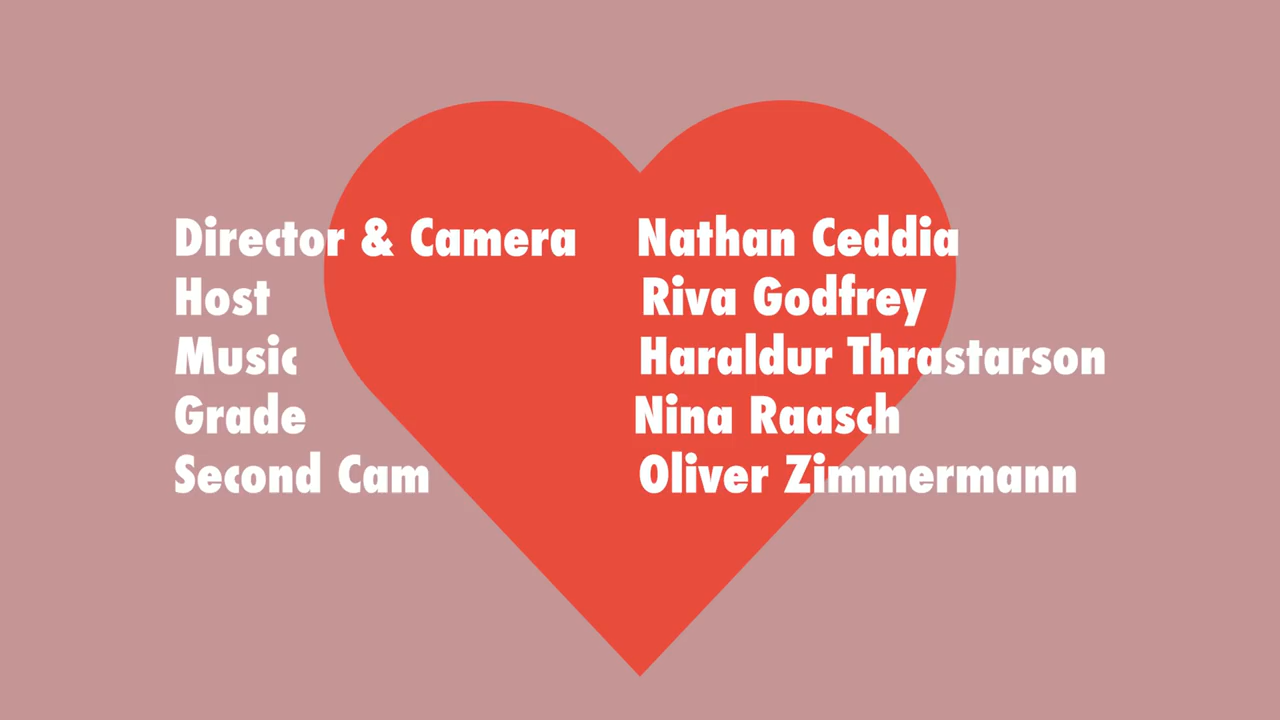 Director & Camera Nathan Ceddia
Host Riva Godfrey
Music Haraldur Thrastarson
Grade Nina Raasch
Second Cam Oliver Zimmermann